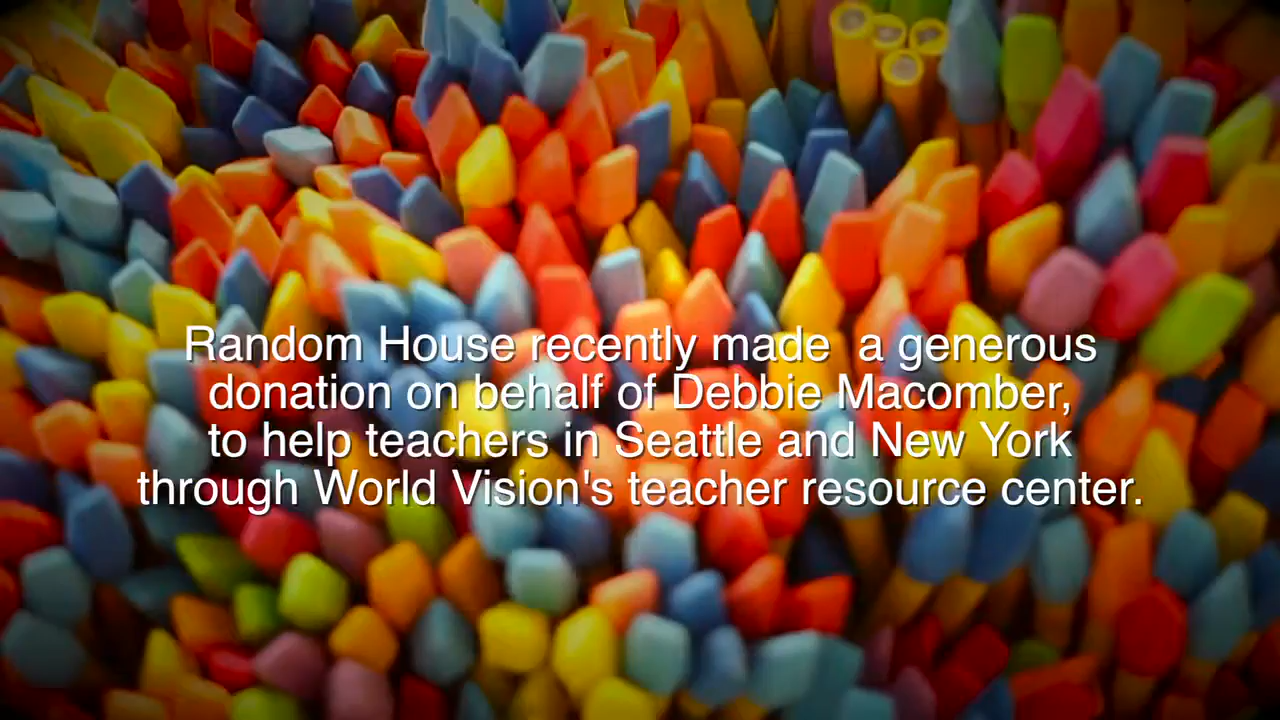 Random House recently made  a generous
donation on behalf of Debbie Macomber,
to help teachers in Seattle and New York
through World Vision's teacher resource center.